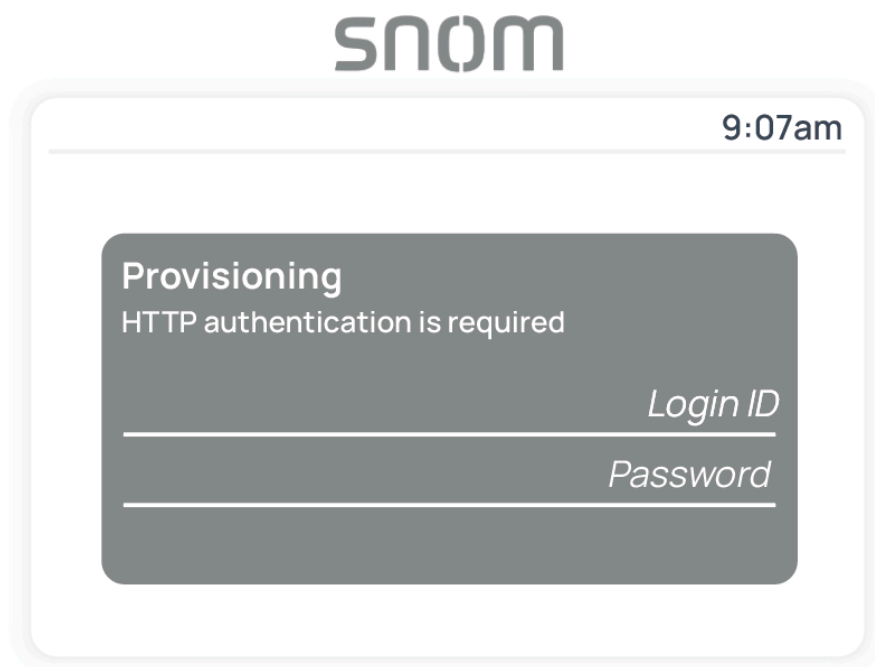 snom
9:07am
Provisioning
HTTP authentication is required
Login ID
Password